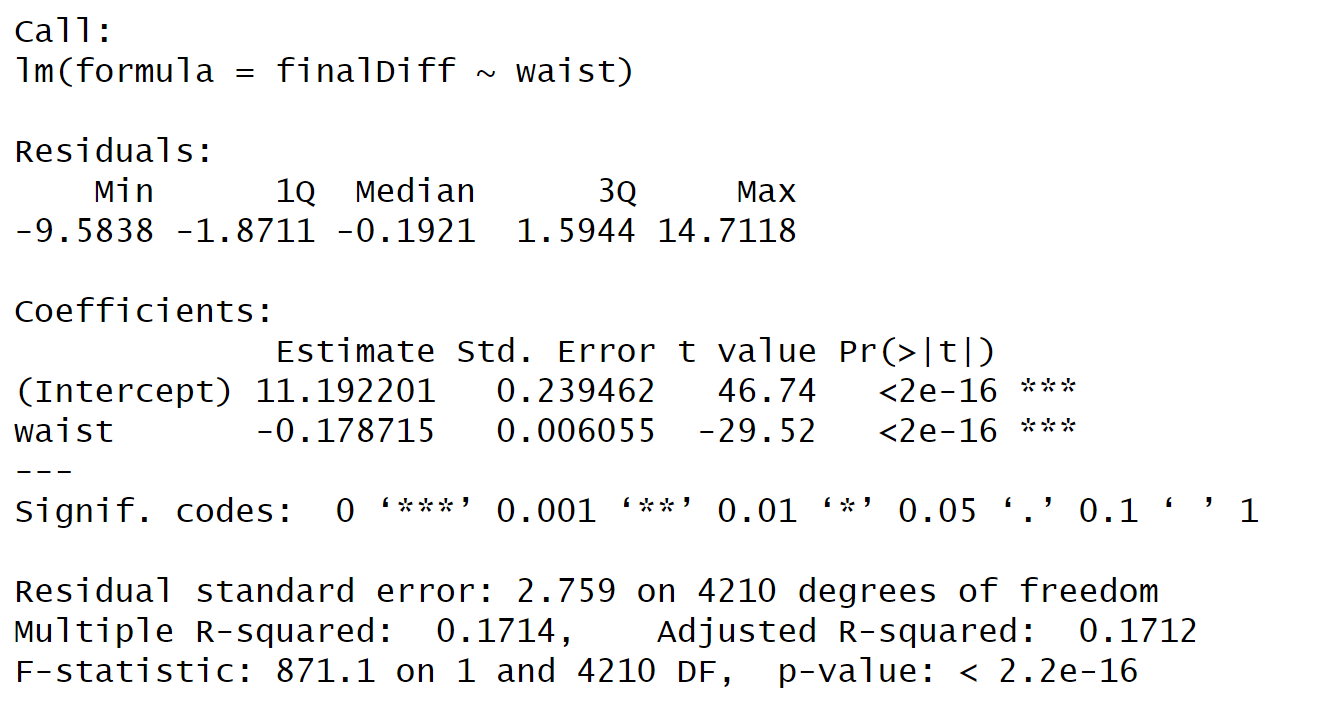 Call:
lm(formula = finalDiff ~ waist)
Residuals:
    Min      1Q  Median      3Q     Max
-9.5838 -1.8711 -0.1921  1.5944 14.7118
Coefficients:
             Estimate Std. Error t value Pr(>|t|)
(Intercept) 11.192201   0.239462   46.74   <2e-16 ***
waist       -0.178715   0.006055  -29.52   <2e-16 ***
---
Signif. codes:  0 ‘***’ 0.001 ‘**’ 0.01 ‘*’ 0.05 ‘.’ 0.1 ‘ ’ 1
Residual standard error: 2.759 on 4210 degrees of freedom
Multiple R-squared:  0.1714,    Adjusted R-squared:  0.1712
F-statistic: 871.1 on 1 and 4210 DF,  p-value: < 2.2e-16